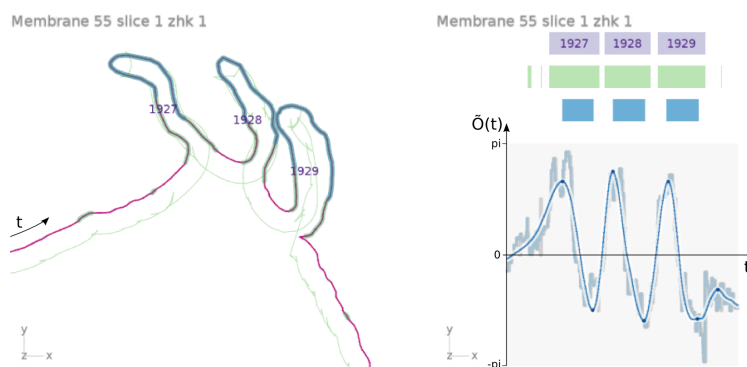 Membrane 55 slice 1 zhk 1
1927
1928
1929
t
y
z x
Membrane 55 slice 1 zhk 1
1927 1928 1929
Õ(t)
pi
0
t
-pi
y
z x